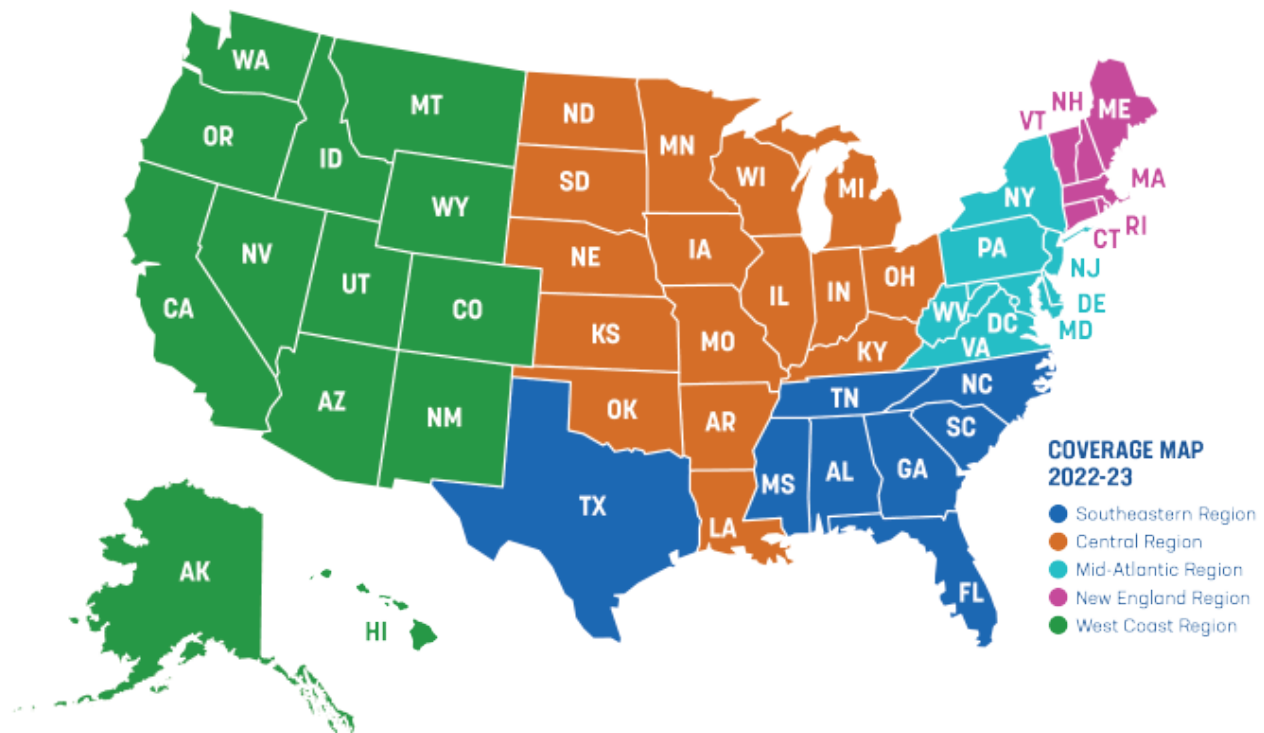 WA
MT
ND
MN
OR
ID
SD
WI
MI
WY
NE
IA
NV
UT
CO
CA
KS
MO
IL
IN
OH
KY
AZ
NM
OK
AR
TN
NC
SC
MS
AL
GA
TX
LA
FL
AK
HI
VT
NH
ME
NY
MA
CT
RI
PA
NJ
WV
DC
DE
MD
VA
COVERAGE MAP
2022-23
Southeastern Region
Central Region
Mid-Atlantic Region
New England Region
West Coast Region